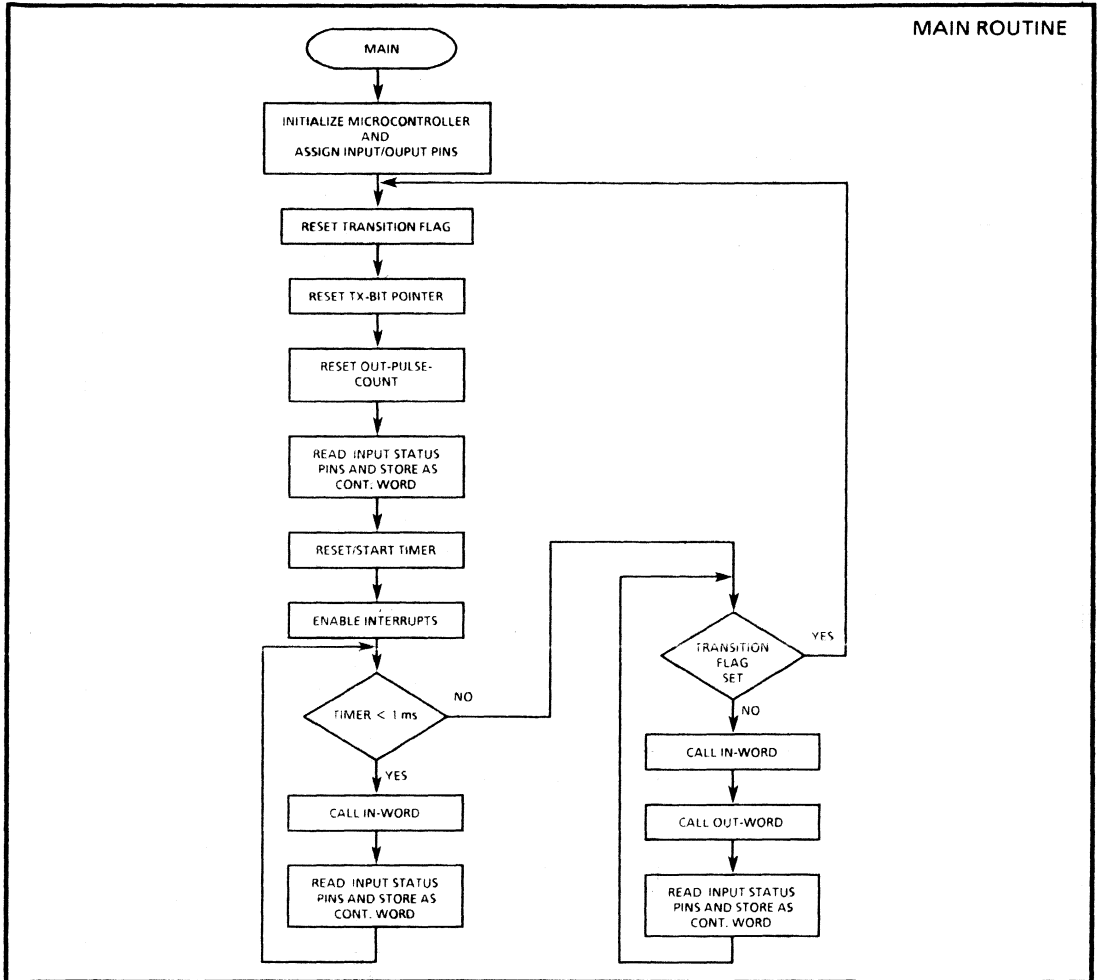 MAIN ROUTINE
MAIN
INITIALIZE MICROCONTROLLER
AND
ASSIGN INPUT/OUPUT PINS
RESET TRANSITION FLAG
RESET TX-BIT POINTER
RESET OUT-PULSE-
COUNT
READ INPUT STATUS
PINS AND STORE AS
CONT. WORD
RESET/START TIMER
ENABLE INTERRUPTS
TIMER < 1 ms
NO
YES
CALL IN-WORD
READ INPUT STATUS
PINS AND STORE AS
CONT. WORD
TRANSITION
FLAG
SET
YES
NO
CALL IN-WORD
CALL OUT-WORD
READ INPUT STATUS
PINS AND STORE AS
CONT. WORD